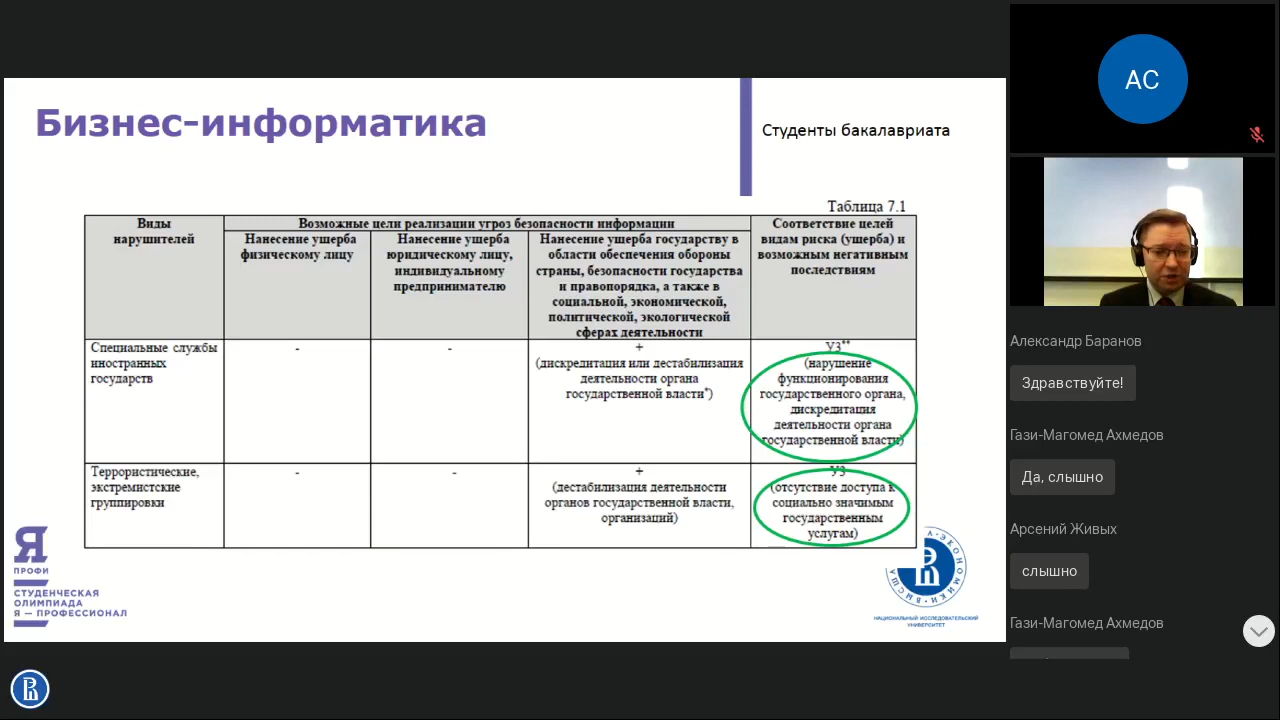 Бизнес-информатика
Студенты бакалавриата
Таблица 7.1
Виды
нарушителей
Возможные цели реализации угроз безопасности информации
Соответствие целей
видам риска (ущерба) и
возможным негативным
последствиям
Нанесение ущерба
физическому лицу
Нанесение ущерба
юридическому лицу,
индивидуальному
предпринимателю
Нанесение ущерба государству в
области обеспечения обороны
страны, безопасности государства
и правопорядка, а также в
социальной, экономической,
политической, экологической
сферах деятельности
Специальные службы
иностранных
государств
-
-
+
(дискредитация или дестабилизация
деятельности органа
государственной власти*)
У3**
(нарушение
функционирования
государственного органа,
дискредитация
деятельности органа
государственной власти)
Террористические,
экстремистские
группировки
-
-
+
(дестабилизация деятельности
органов государственной власти,
организаций)
У3
(отсутствие доступа к
социально значимым
государственным
услугам)
Я
ПРОФИ
СТУДЕНЧЕСКАЯ
ОЛИМПИАДА
Я — ПРОФЕССИОНАЛ
НАЦИОНАЛЬНЫЙ ИССЛЕДОВАТЕЛЬСКИЙ
УНИВЕРСИТЕТ
АС
Александр Баранов
Здравствуйте!
Гази-Магомед Ахмедов
Да, слышно
Арсений Живых
слышно
Гази-Магомед Ахмедов